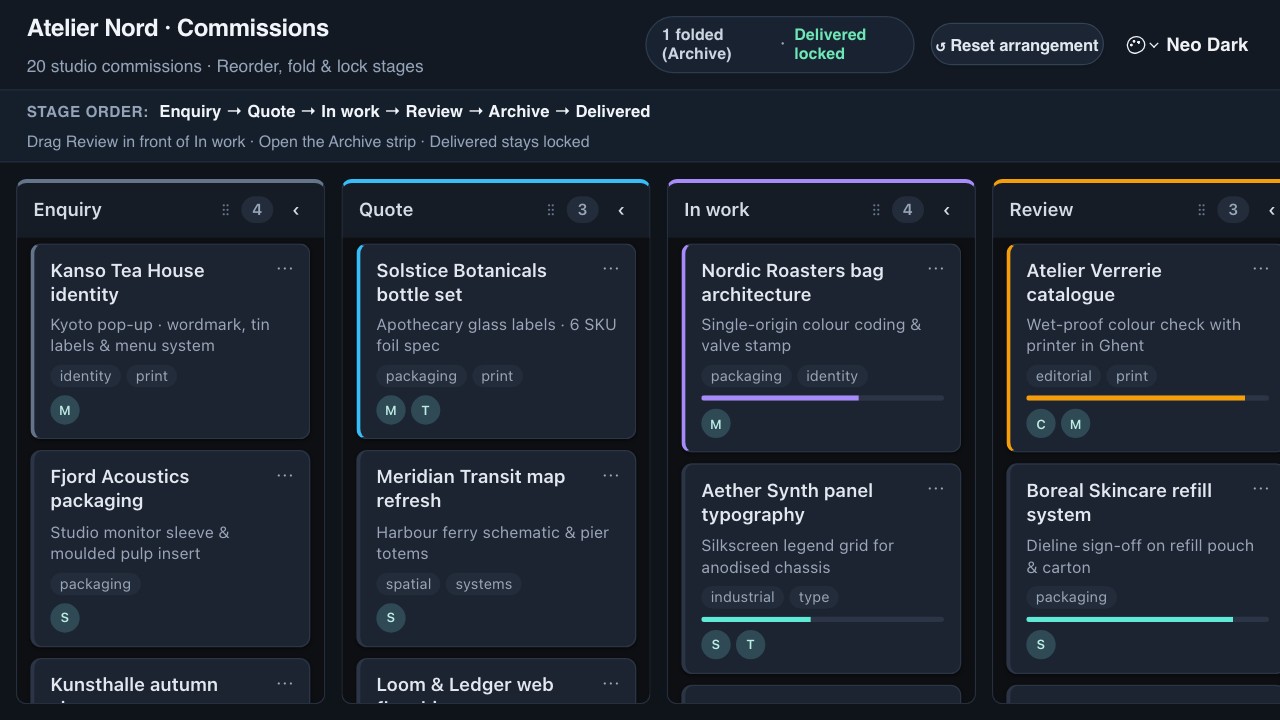 Atelier Nord · Commissions
20 studio commissions · Reorder, fold & lock stages
1 folded (Archive) · Delivered locked
↺ Reset arrangement
Neo Dark
STAGE ORDER: Enquiry → Quote → In work → Review → Archive → Delivered
Drag Review in front of In work · Open the Archive strip · Delivered stays locked
Enquiry 4 ‹
Kanso Tea House
identity
Kyoto pop-up · wordmark, tin
labels & menu system
identity print
M
Fjord Acoustics
packaging
Studio monitor sleeve &
moulded pulp insert
packaging
S
Kunsthalle autumn
Quote 3 ‹
Solstice Botanicals
bottle set
Apothecary glass labels · 6 SKU
foil spec
packaging print
M T
Meridian Transit map
refresh
Harbour ferry schematic & pier
totems
spatial systems
S
Loom & Ledger web
In work 4 ‹
Nordic Roasters bag
architecture
Single-origin colour coding &
valve stamp
packaging identity
M
Aether Synth panel
typography
Silkscreen legend grid for
anodised chassis
industrial type
S T
Review 3 ‹
Atelier Verrerie
catalogue
Wet-proof colour check with
printer in Ghent
editorial print
C M
Boreal Skincare refill
system
Dieline sign-off on refill pouch
& carton
packaging
S